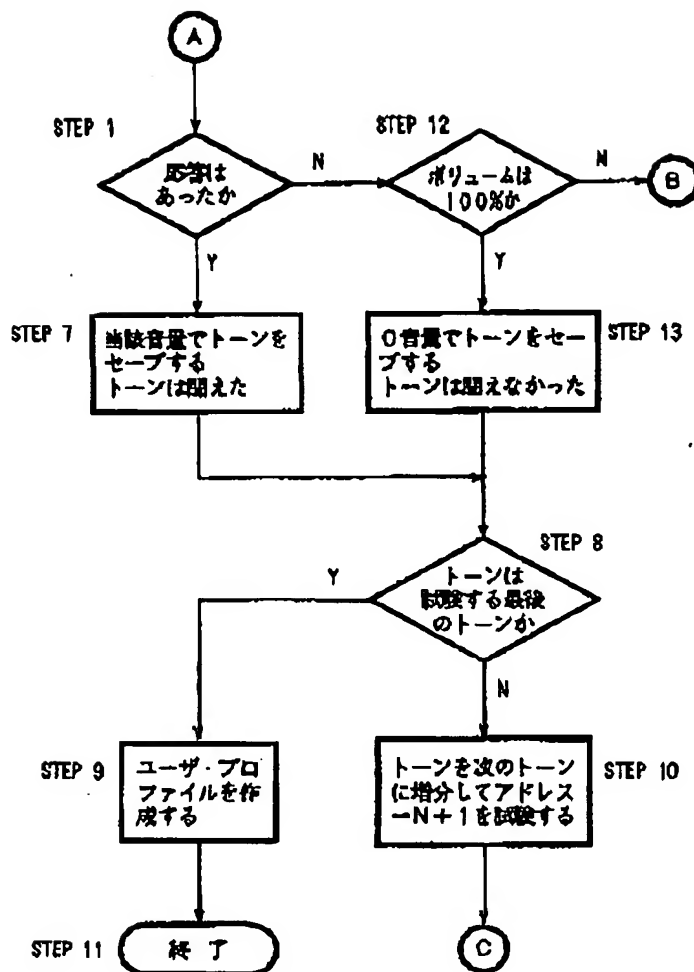 A
STEP 1
STEP 12
応答は
あったか
N
ボリュームは
100%か
N
B
Y
Y
STEP 7
当該音量でトーンを
セーブする
トーンは聞えた
0音量でトーンをセー
ブする
トーンは聞えなかった
STEP 13
STEP 8
Y
トーンは
試験する最後
のトーンか
N
STEP 9
ユーザ・プロ
ファイルを作
成する
トーンを次のトーン
に増分してアドレス
ーN+1を試験する
STEP 10
STEP 11
終了
C